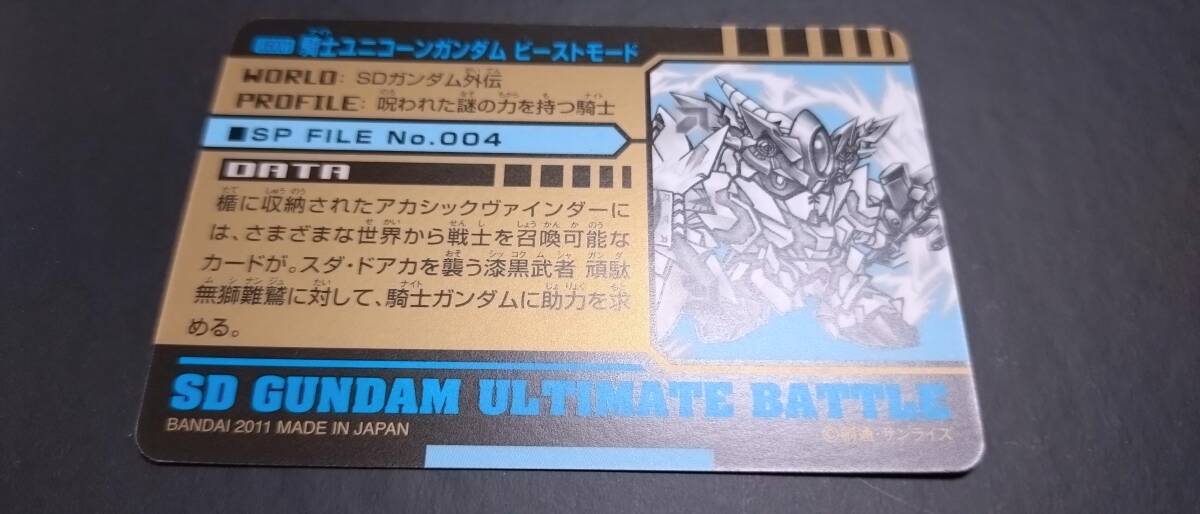 騎士ユニコーンガンダム ビーストモード
WORLD: SDガンダム外伝
PROFILE: 呪われた謎の力を持つ騎士
■SP FILE No.004
DATA
楯に収納されたアカシックヴァインダーに
は、さまざまな世界から戦士を召喚可能な
カードが。スダ・ドアカを襲う漆黒武者 頑駄
無獅難鷲に対して、騎士ガンダムに助力を求
める。
SD GUNDAM ULTIMATE BATTLE
BANDAI 2011 MADE IN JAPAN
©創通・サンライズ